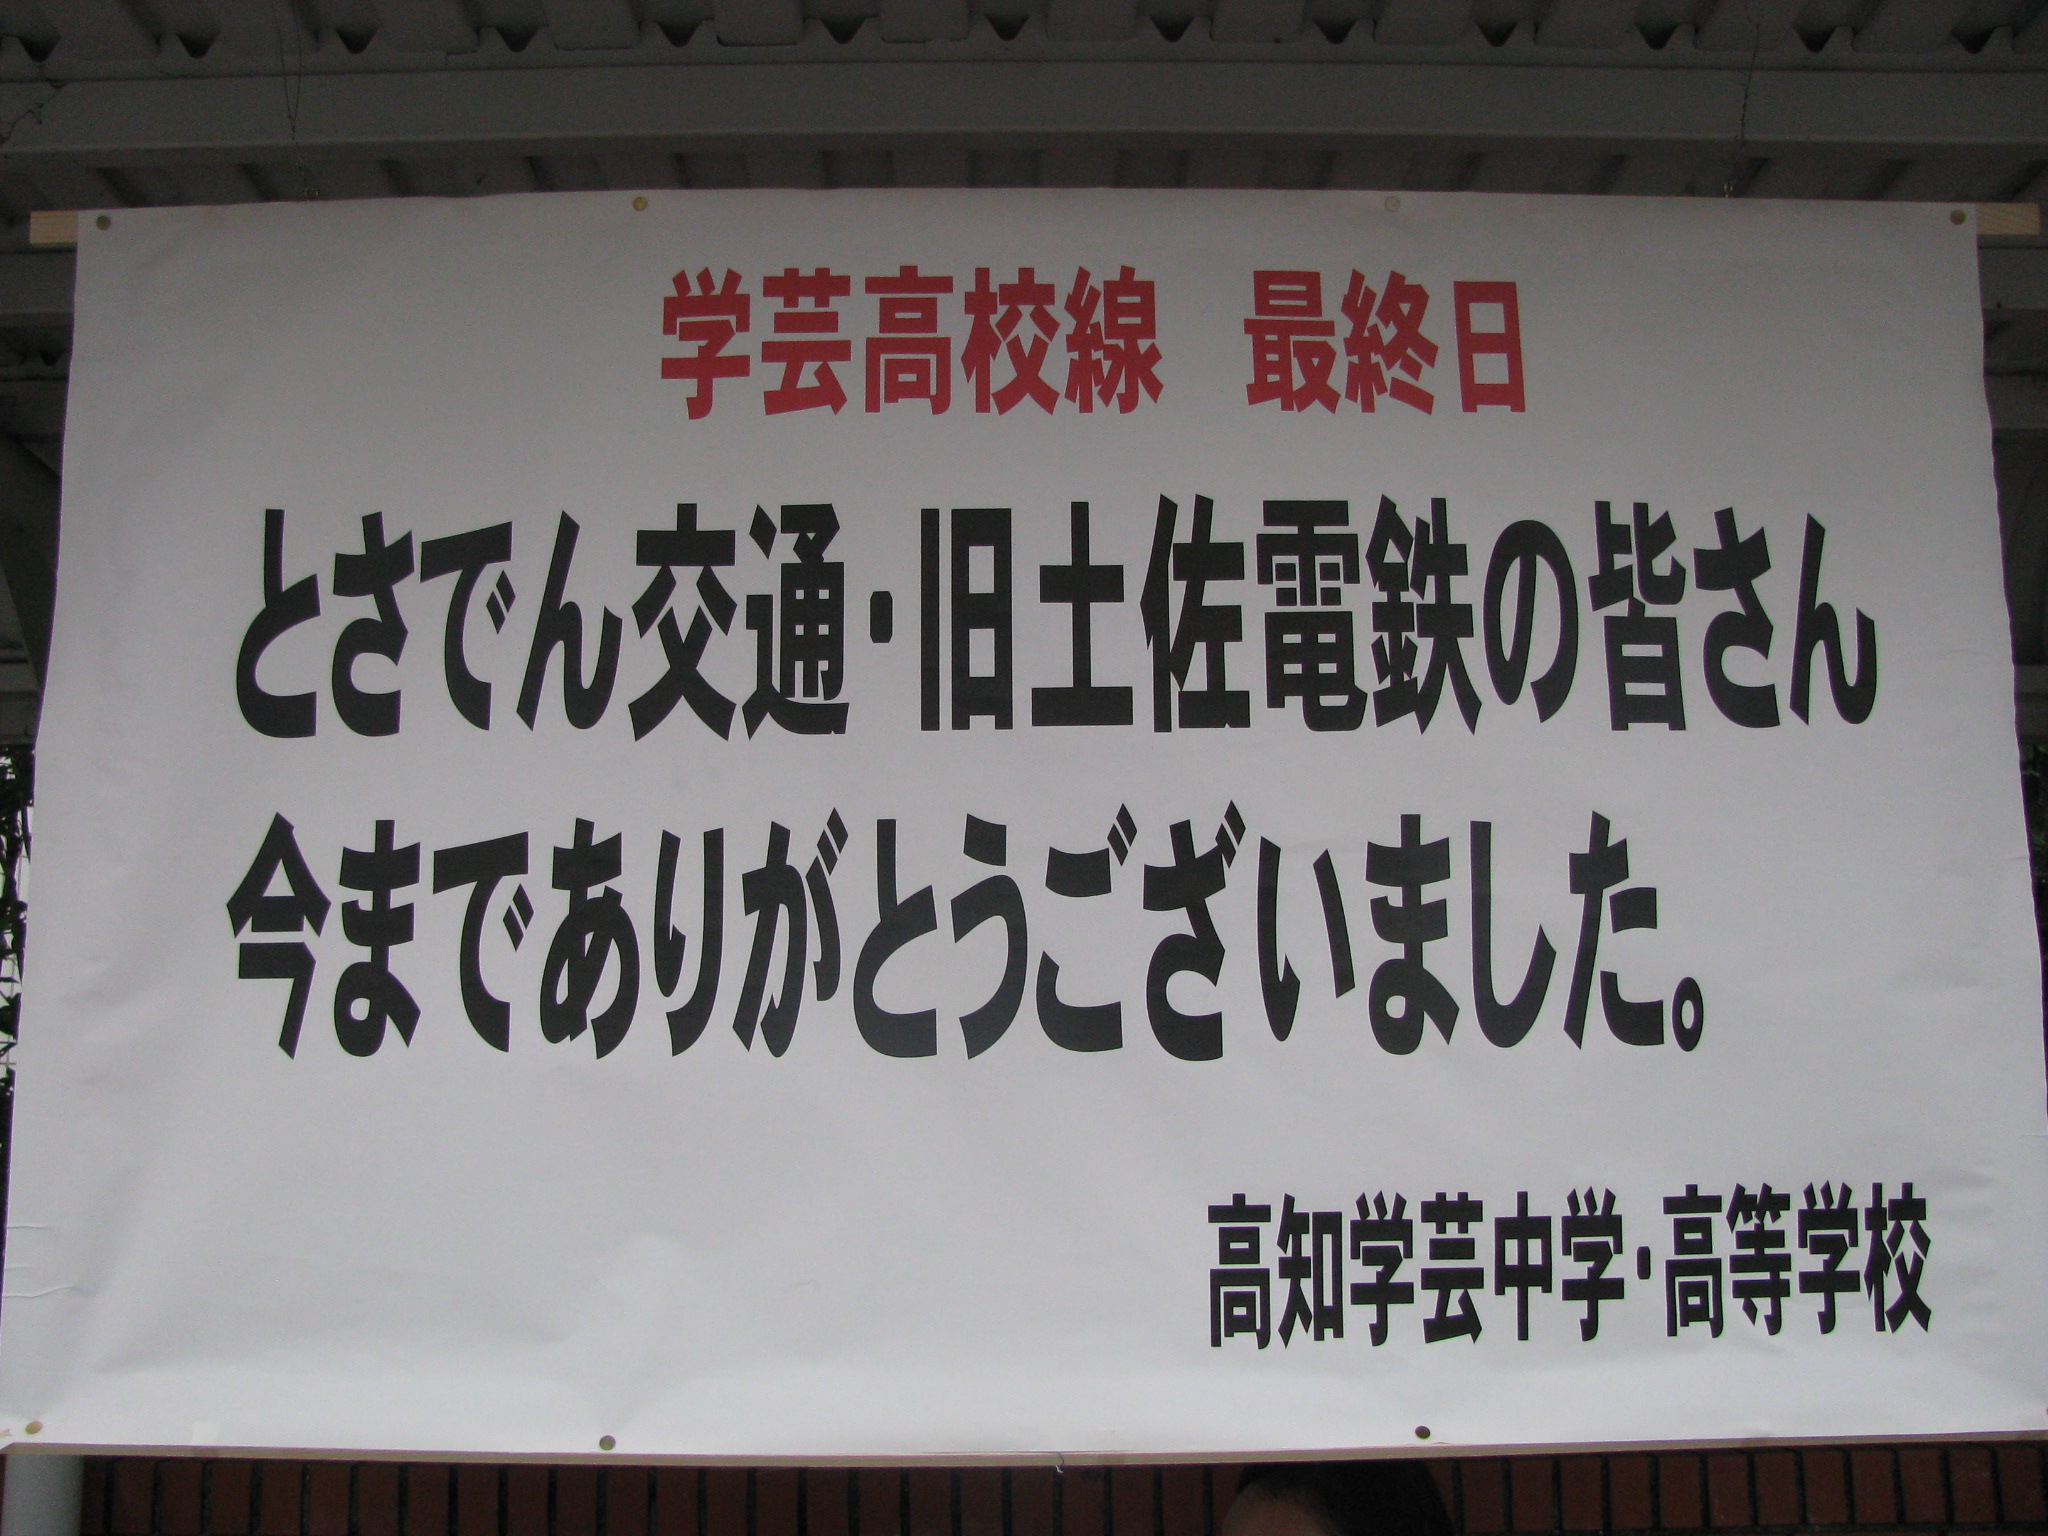 学芸高校線 最終日
とさでん交通・旧土佐電鉄の皆さん
今までありがとうございました。
高知学芸中学・高等学校